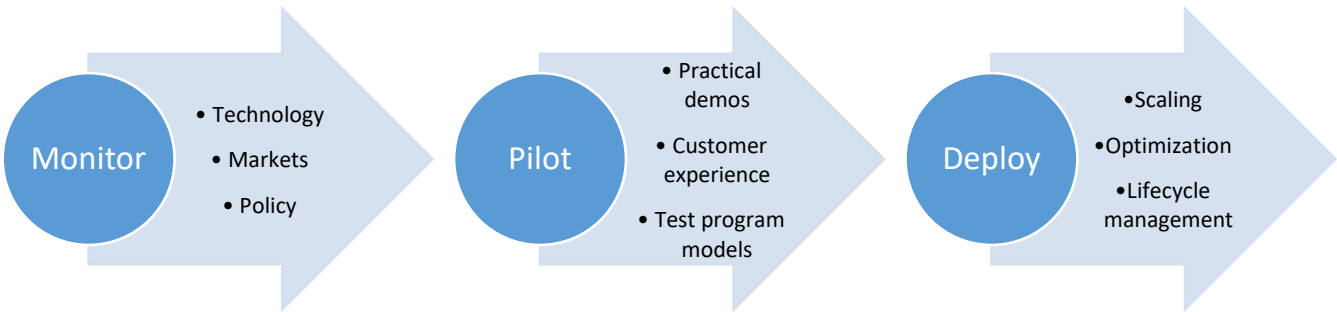 Monitor
• Technology
• Markets
• Policy
Pilot
• Practical
demos
• Customer
experience
• Test program
models
Deploy
•Scaling
•Optimization
•Lifecycle
management